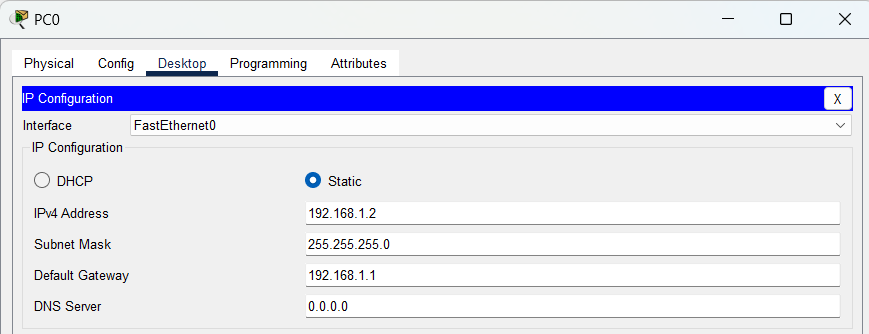 PC0
Physical Config Desktop Programming Attributes
IP Configuration X
Interface FastEthernet0
IP Configuration
DHCP Static
IPv4 Address 192.168.1.2
Subnet Mask 255.255.255.0
Default Gateway 192.168.1.1
DNS Server 0.0.0.0